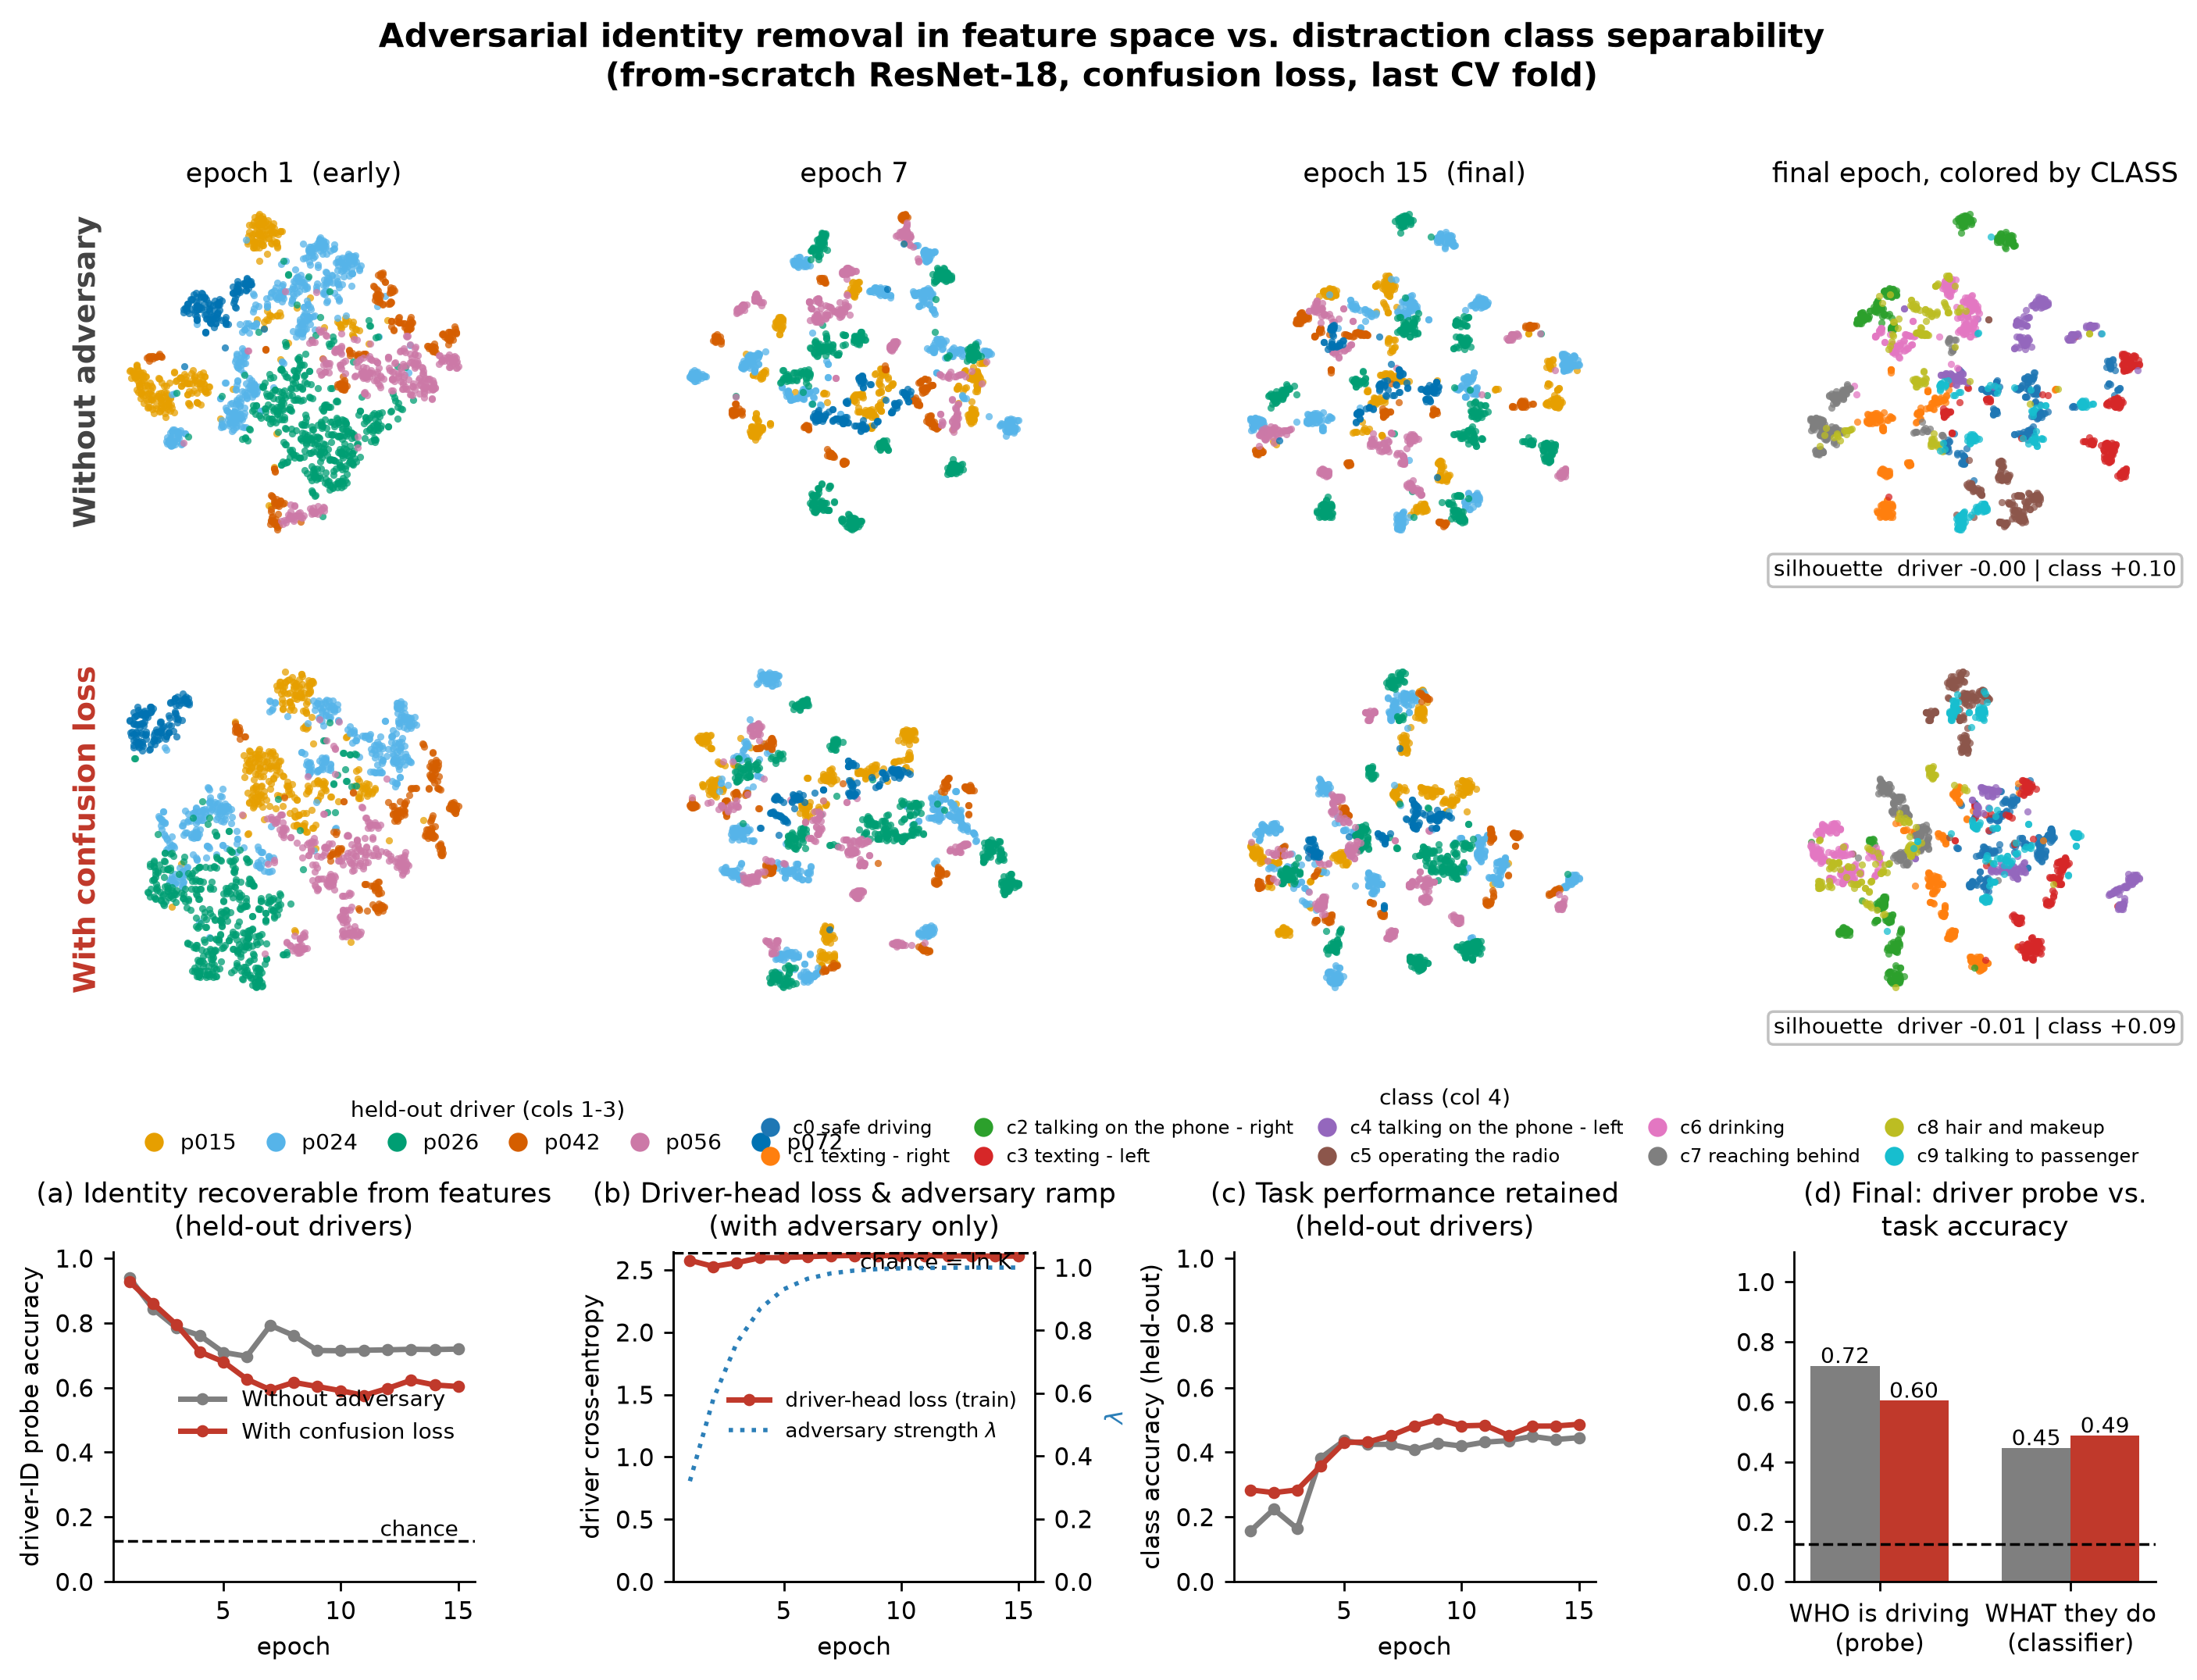 Adversarial identity removal in feature space vs. distraction class separability
(from-scratch ResNet-18, confusion loss, last CV fold)
epoch 1  (early)
epoch 7
epoch 15  (final)
final epoch, colored by CLASS
Without adversary
silhouette  driver -0.00 | class +0.10
With confusion loss
silhouette  driver -0.01 | class +0.09
held-out driver (cols 1-3)
p015
p024
p026
p042
p056
p072
class (col 4)
c0 safe driving
c2 talking on the phone - right
c4 talking on the phone - left
c6 drinking
c8 hair and makeup
c1 texting - right
c3 texting - left
c5 operating the radio
c7 reaching behind
c9 talking to passenger
(a) Identity recoverable from features
(held-out drivers)
driver-ID probe accuracy
1.0
0.8
0.6
0.4
0.2
0.0
Without adversary
With confusion loss
chance
5
10
15
epoch
(b) Driver-head loss & adversary ramp
(with adversary only)
driver cross-entropy
2.5
2.0
1.5
1.0
0.5
0.0
chance = ln K
driver-head loss (train)
adversary strength λ
1.0
0.8
0.6
0.4
0.2
0.0
λ
5
10
15
epoch
(c) Task performance retained
(held-out drivers)
class accuracy (held-out)
1.0
0.8
0.6
0.4
0.2
0.0
5
10
15
epoch
(d) Final: driver probe vs.
task accuracy
1.0
0.8
0.6
0.4
0.2
0.0
0.72
0.60
0.45
0.49
WHO is driving
(probe)
WHAT they do
(classifier)